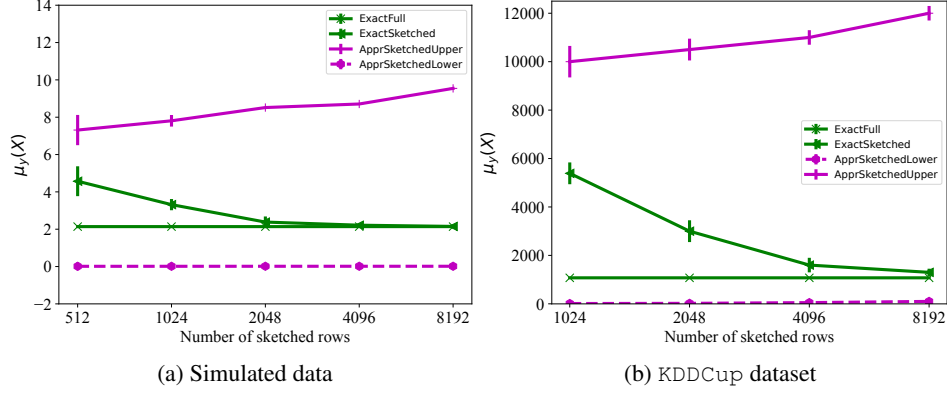 14
12
10
8
6
4
2
0
−2
μy(X)
512
1024
2048
4096
8192
Number of sketched rows
ExactFull
ExactSketched
ApprSketchedUpper
ApprSketchedLower
(a) Simulated data
12000
10000
8000
6000
4000
2000
0
μy(X)
1024
2048
4096
8192
Number of sketched rows
ExactFull
ExactSketched
ApprSketchedLower
ApprSketchedUpper
(b) KDDCup dataset